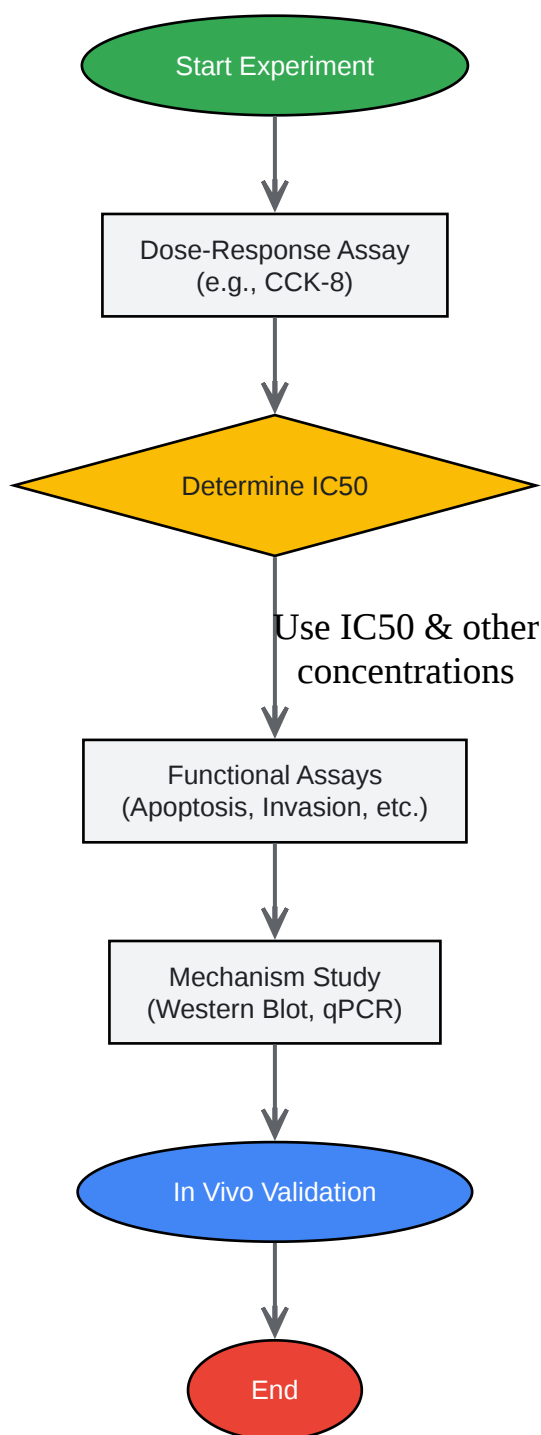 Start Experiment
Dose-Response Assay
(e.g., CCK-8)
Determine IC50
Use IC50 & other
concentrations
Functional Assays
(Apoptosis, Invasion, etc.)
Mechanism Study
(Western Blot, qPCR)
In Vivo Validation
End